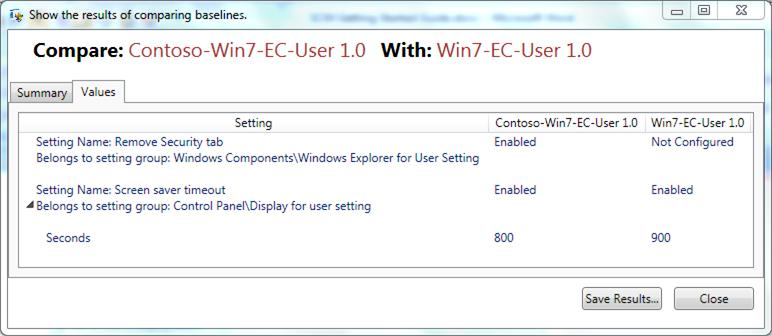 Show the results of comparing baselines.
Compare: Contoso-Win7-EC-User 1.0 With: Win7-EC-User 1.0
Summary Values
Setting Contoso-Win7-EC-User 1.0 Win7-EC-User 1.0
Setting Name: Remove Security tab Enabled Not Configured
Belongs to setting group: Windows Components\Windows Explorer for User Setting
Setting Name: Screen saver timeout Enabled Enabled
Belongs to setting group: Control Panel\Display for user setting
Seconds 800 900
Save Results... Close